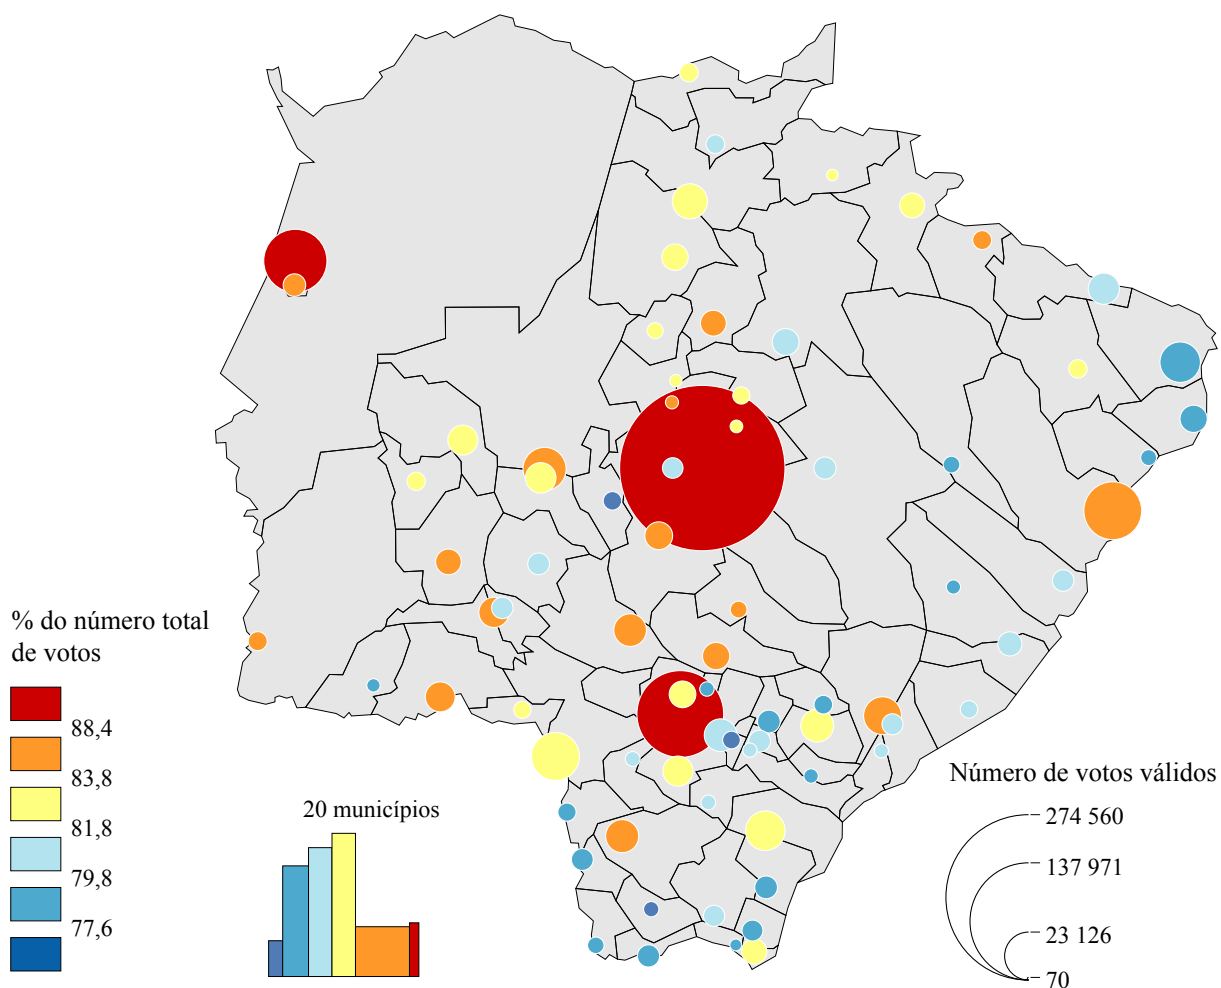 % do número total
de votos
88,4
83,8
81,8
79,8
77,6
20 municípios
Número de votos válidos
274 560
137 971
23 126
70